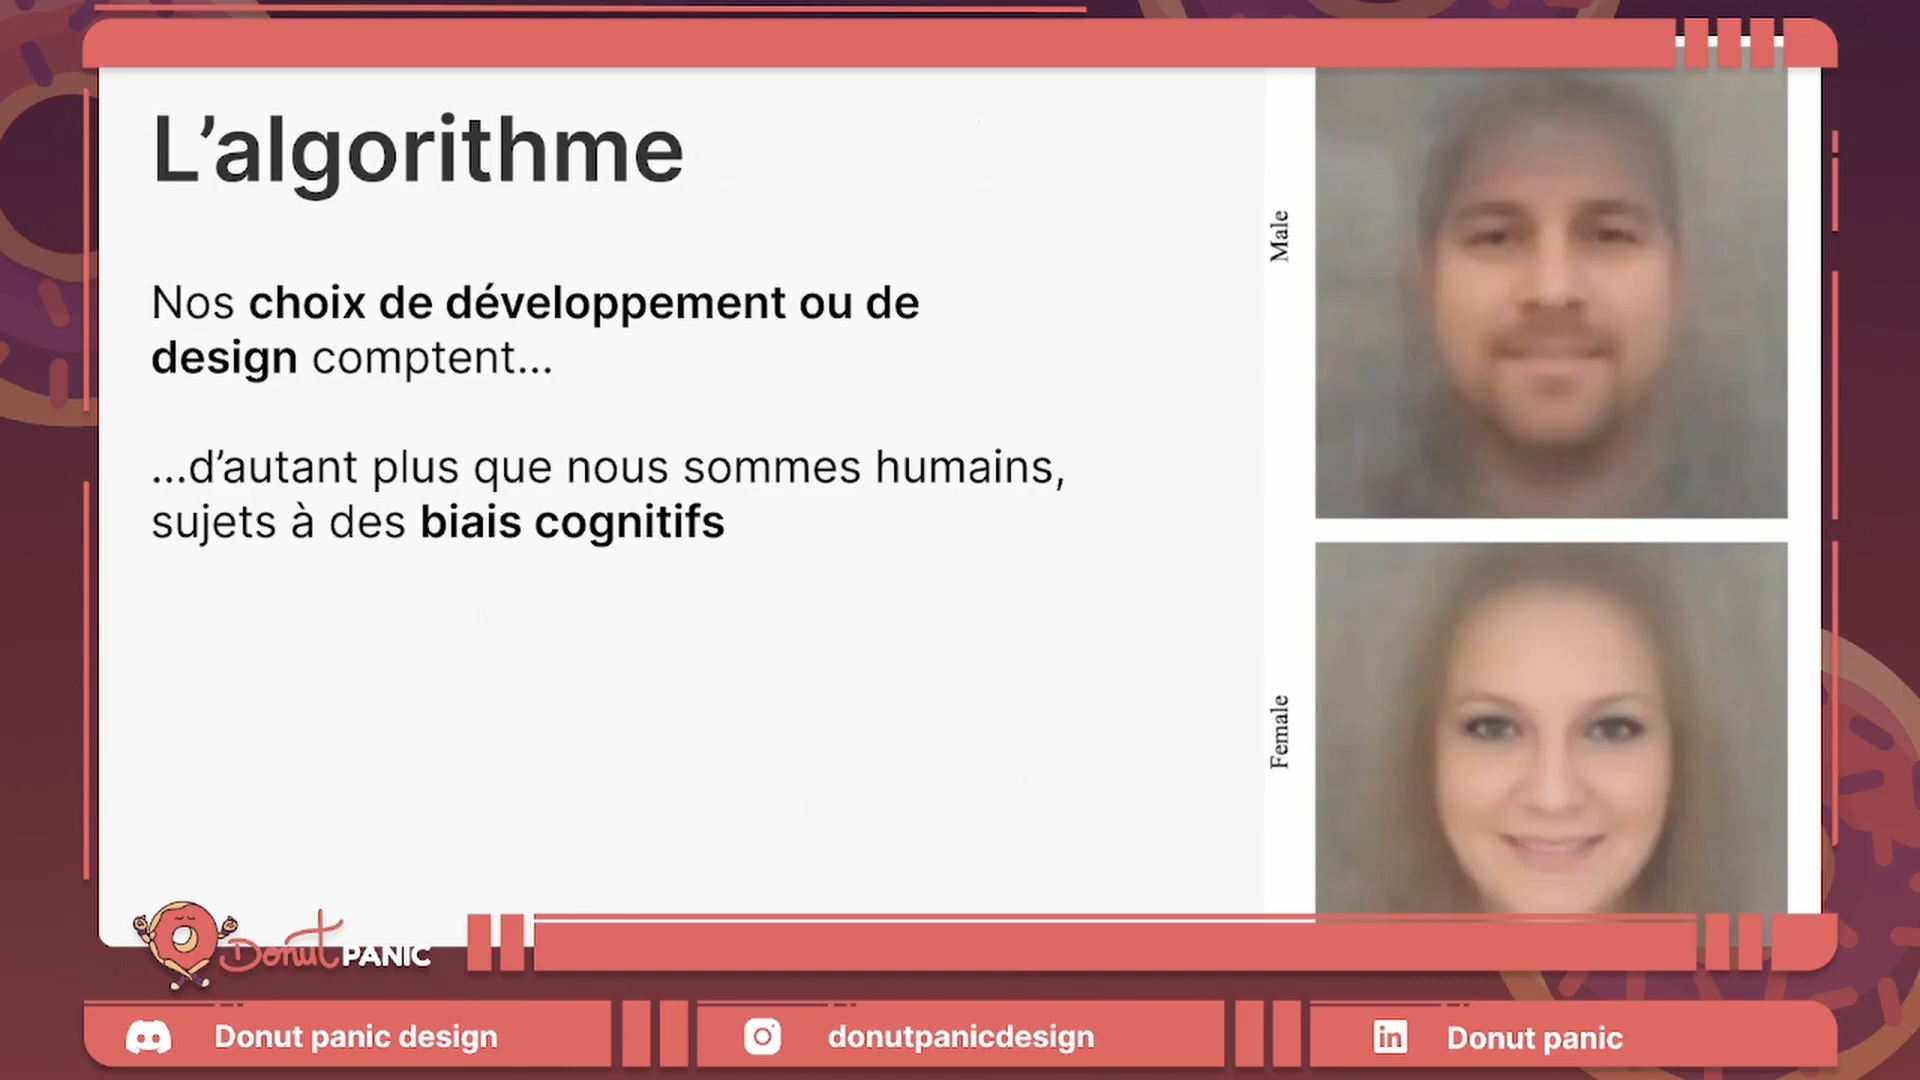 L’algorithme
Nos choix de développement ou de
design comptent...
...d’autant plus que nous sommes humains,
sujets à des biais cognitifs
Male
Female
Donut PANIC
Donut panic design
donutpanicdesign
in
Donut panic